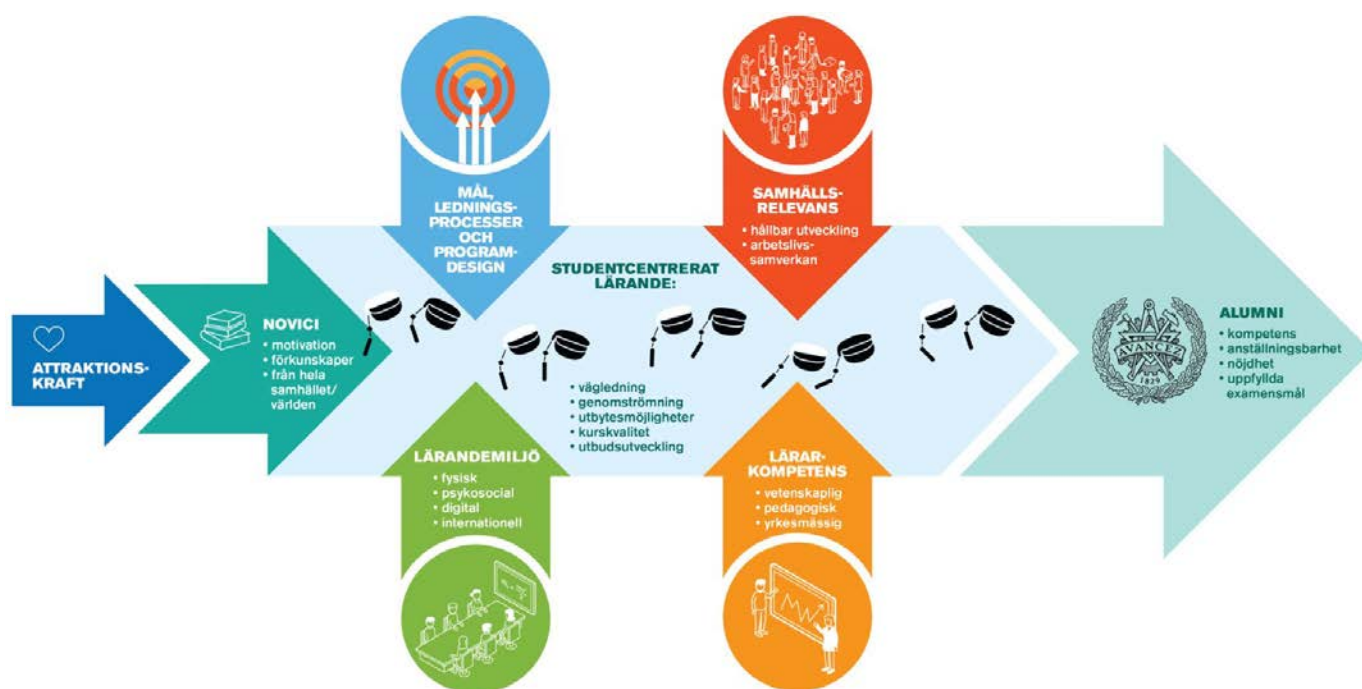 ATTRAKTIONS-
KRAFT
NOVICI
• motivation
• förkunskaper
• från hela
samhället/
världen
MÅL,
LEDNINGS-
PROCESSER
OCH
PROGRAM-
DESIGN
SAMHÄLLS-
RELEVANS
• hållbar utveckling
• arbetslivs-
samverkan
STUDENTCENTRERAT
LÄRANDE:
• vägledning
• genomströmning
• utbytesmöjligheter
• kurskvalitet
• utbudsutveckling
LÄRANDEMILJÖ
• fysisk
• psykosocial
• digital
• internationell
LÄRAR-
KOMPETENS
• vetenskaplig
• pedagogisk
• yrkesmässig
AVANCEZ
1829
ALUMNI
• kompetens
• anställningsbarhet
• nöjdhet
• uppfyllda
examensmål